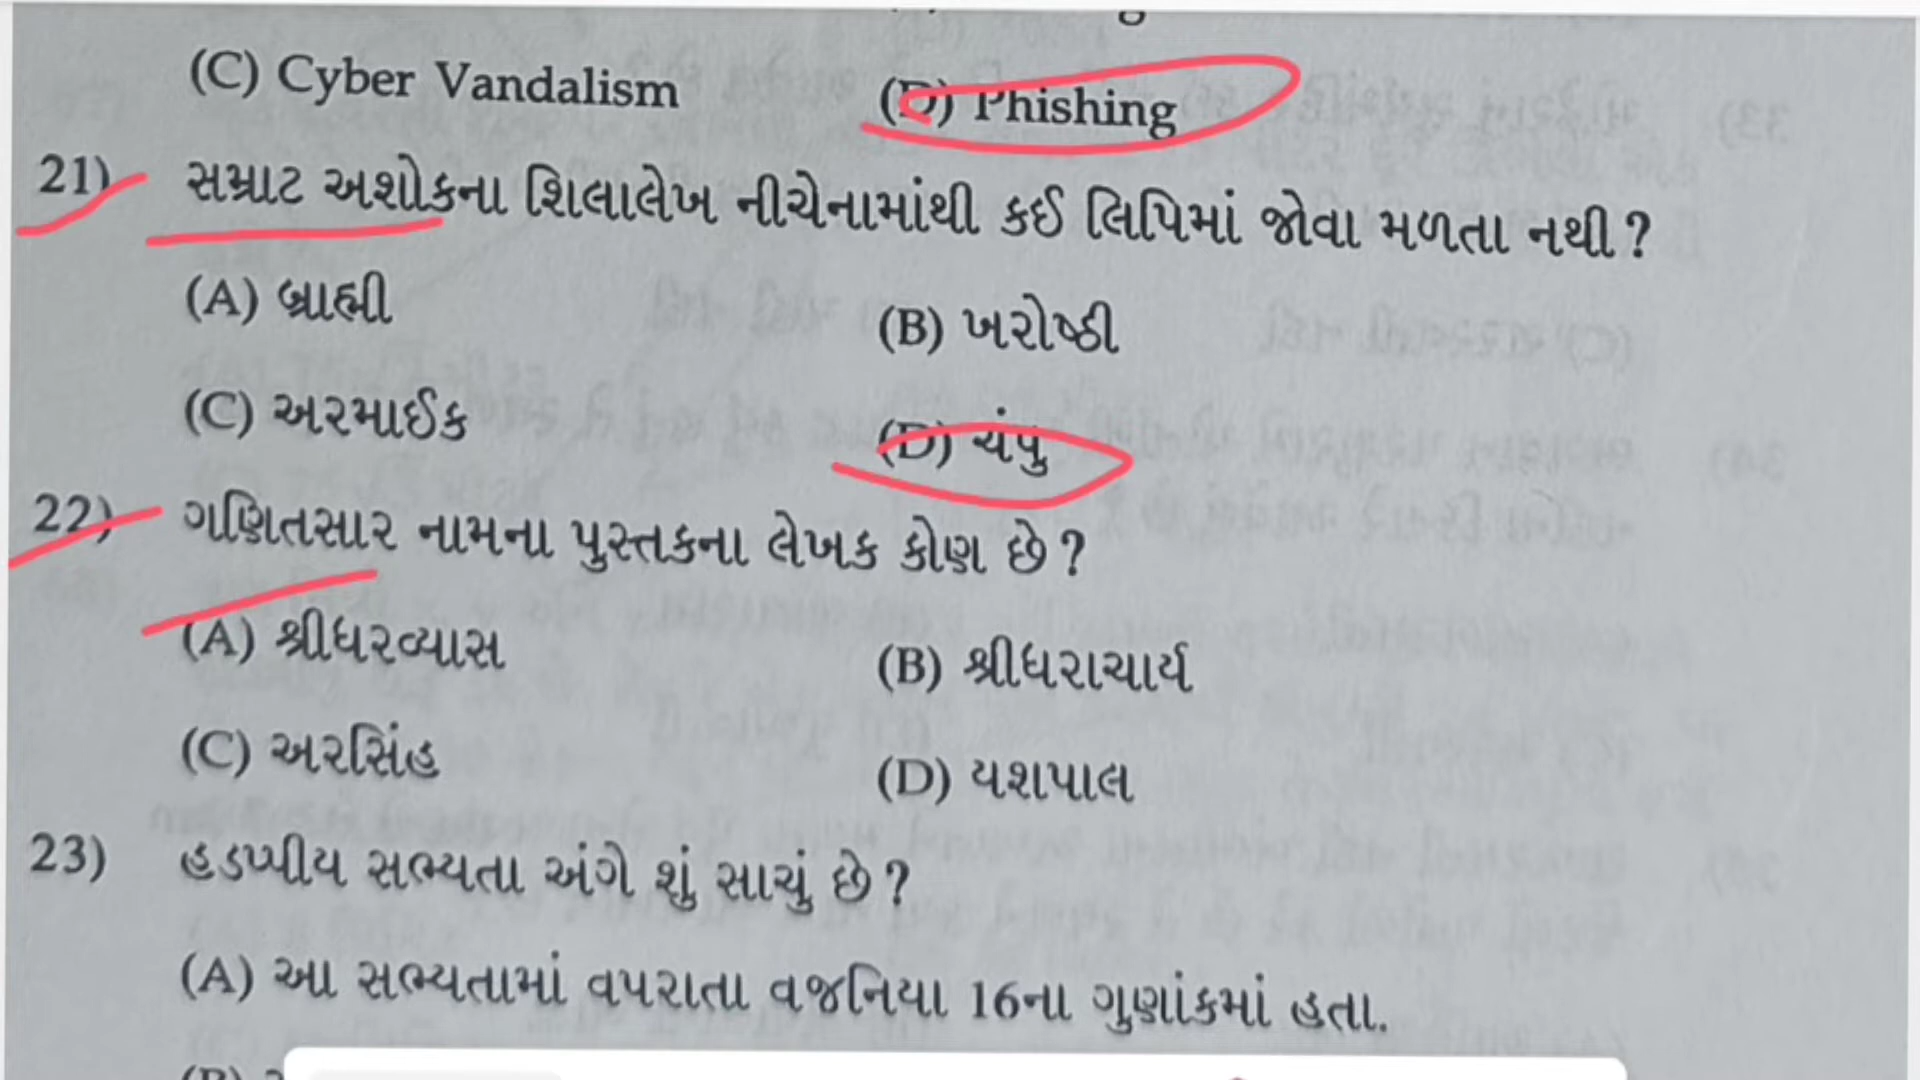 (C) Cyber Vandalism (D) Phishing
21) સમ્રાટ અશોકના શિલાલેખ નીચેનામાંથી કઈ લિપિમાં જોવા મળતા નથી ?
(A) બ્રાહ્મી (B) ખરોષ્ઠી
(C) અરમાઈક (D) ચંપુ
22) ગણિતસાર નામના પુસ્તકના લેખક કોણ છે ?
(A) શ્રીધરવ્યાસ (B) શ્રીધરાચાર્ય
(C) અરસિંહ (D) યશપાલ
23) હડપ્પીય સભ્યતા અંગે શું સાચું છે ?
(A) આ સભ્યતામાં વપરાતા વજનિયા 16ના ગુણાંકમાં હતા.